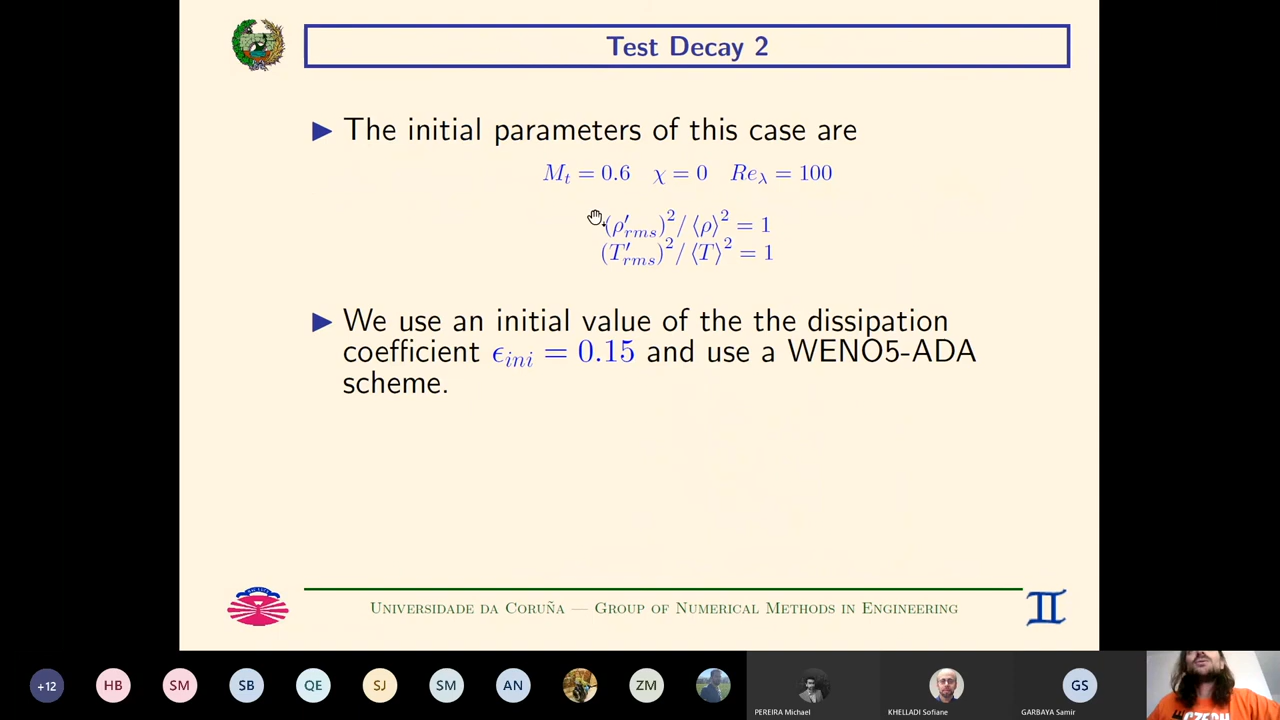 Test Decay 2
▶ The initial parameters of this case are
M_t = 0.6 χ = 0 Re_λ = 100
(ρ′_rms)^2/⟨ρ⟩^2 = 1
(T′_rms)^2/⟨T⟩^2 = 1
▶ We use an initial value of the the dissipation
coefficient ϵ_ini = 0.15 and use a WENO5-ADA
scheme.
Universidade da Coruña — Group of Numerical Methods in Engineering
+12 HB SM SB QE SJ SM AN ZM GS
PEREIRA Michael KHELLADI Sofiane GARBAYA Samir